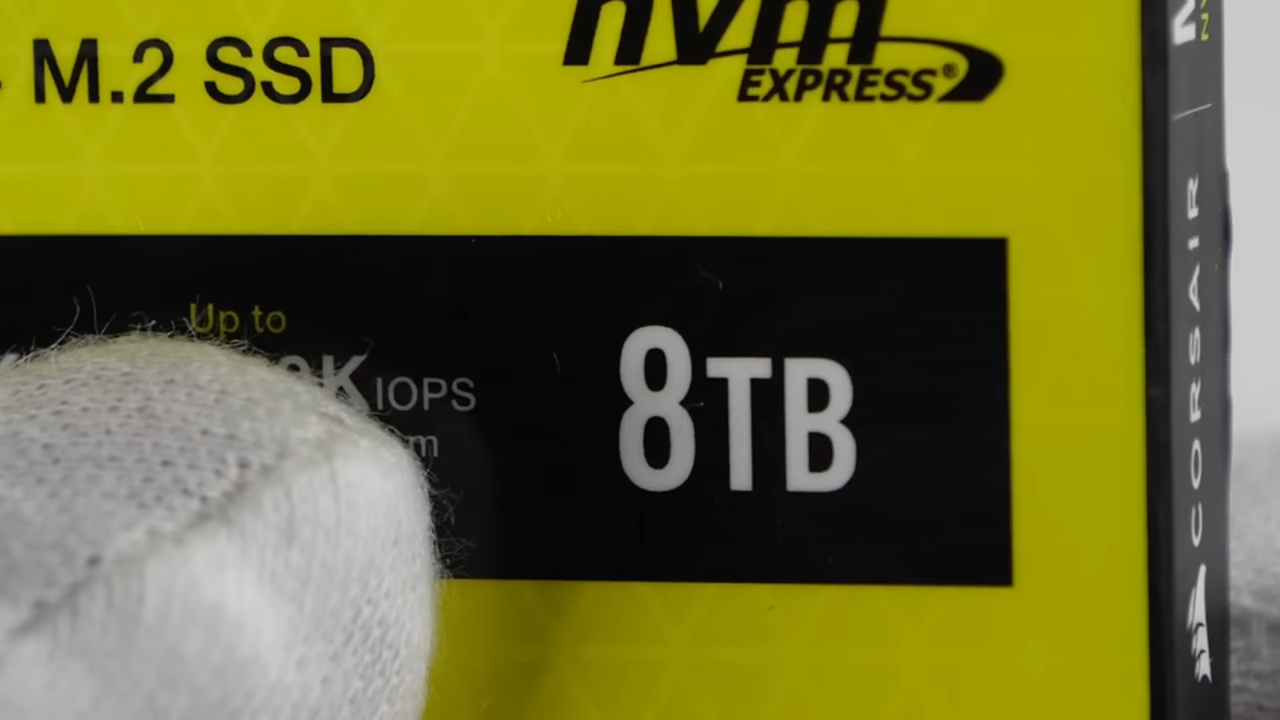 M.2 SSD
nvm
EXPRESS®
Up to
K IOPS
8TB
CORSAIR